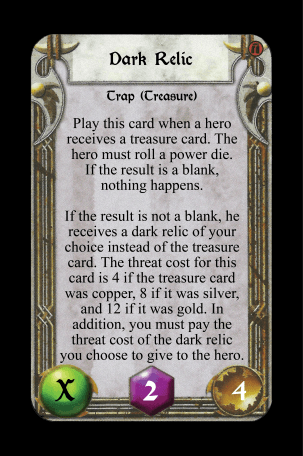 Dark Relic
Trap (Treasure)
Play this card when a hero
receives a treasure card. The
hero must roll a power die.
If the result is a blank,
nothing happens.
If the result is not a blank, he
receives a dark relic of your
choice instead of the treasure
card. The threat cost for this
card is 4 if the treasure card
was copper, 8 if it was silver,
and 12 if it was gold. In
addition, you must pay the
threat cost of the dark relic
you choose to give to the hero.
X 2 4